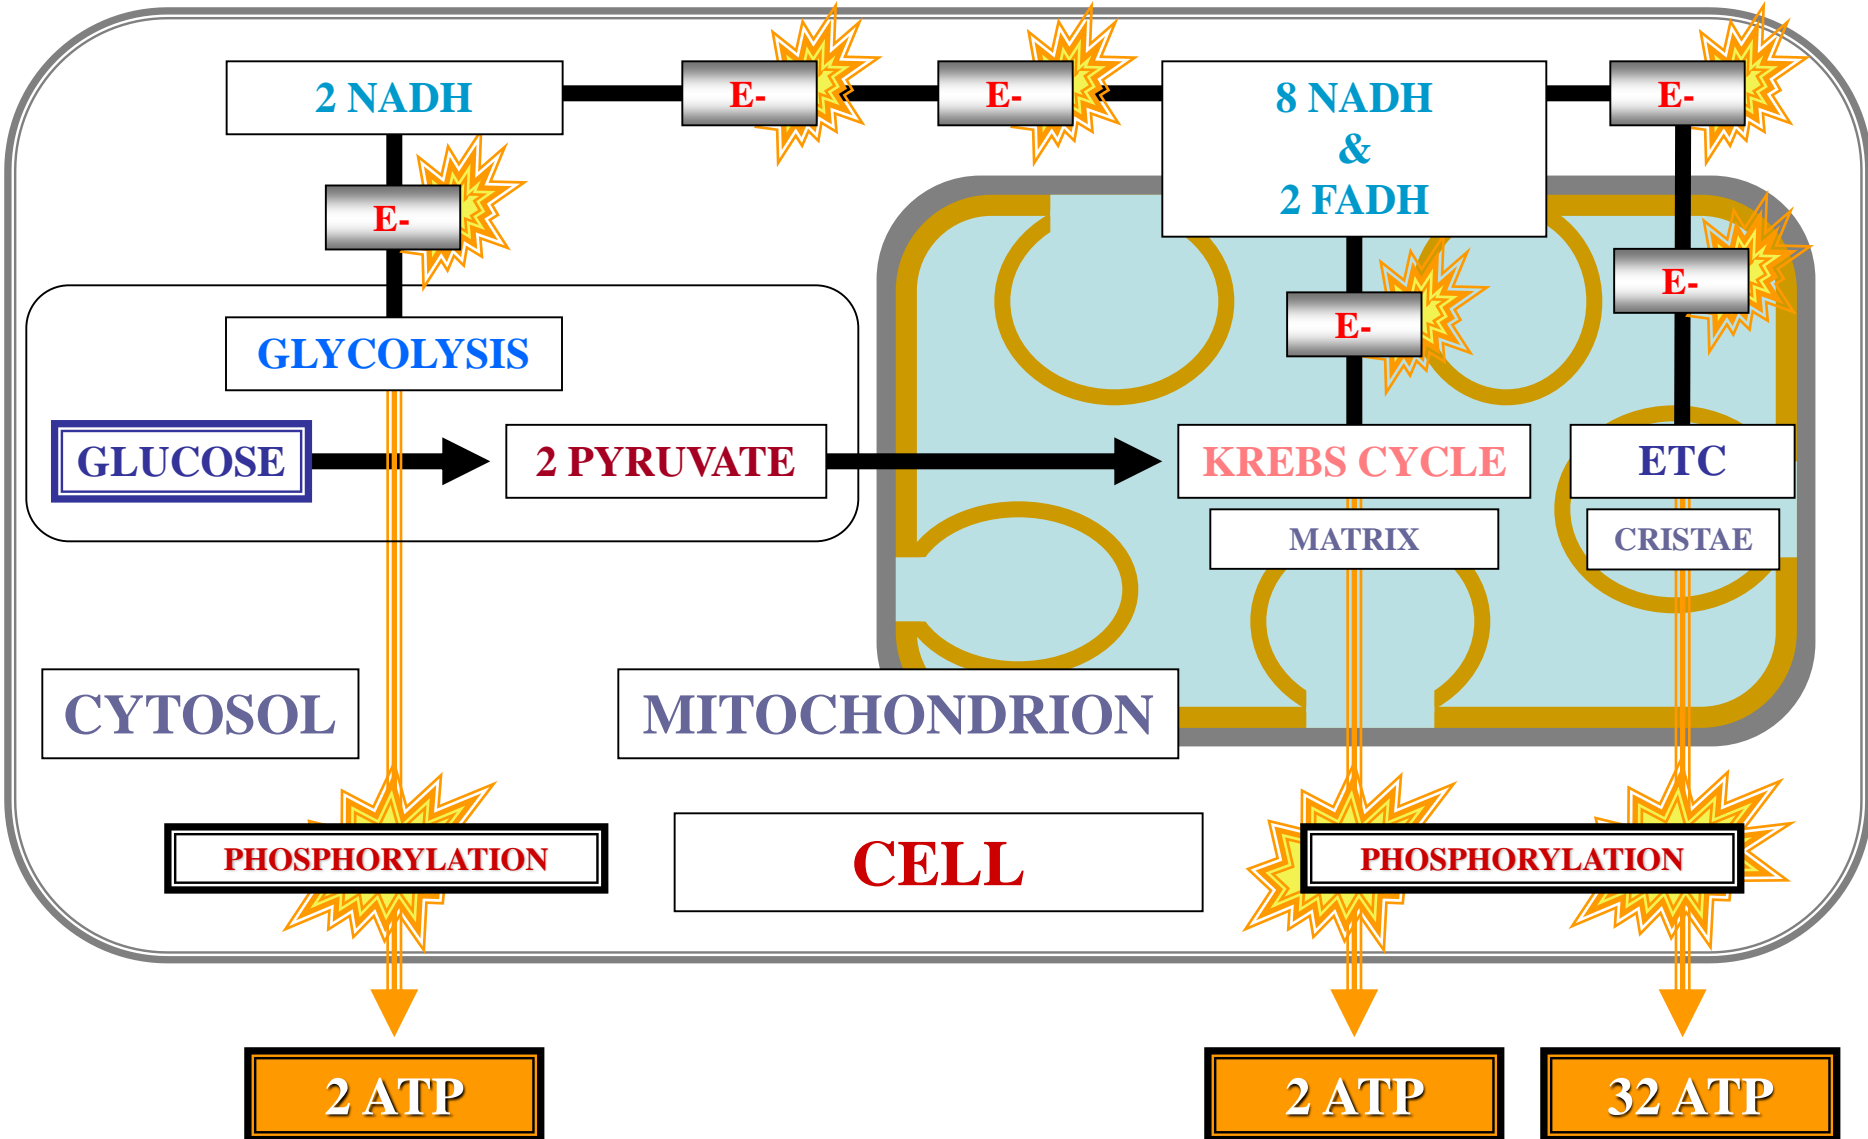 2 NADH
E-
E-
8 NADH
&
2 FADH
E-
E-
E-
E-
GLYCOLYSIS
GLUCOSE
2 PYRUVATE
KREBS CYCLE
ETC
MATRIX
CRISTAE
CYTOSOL
MITOCHONDRION
PHOSPHORYLATION
CELL
PHOSPHORYLATION
2 ATP
2 ATP
32 ATP